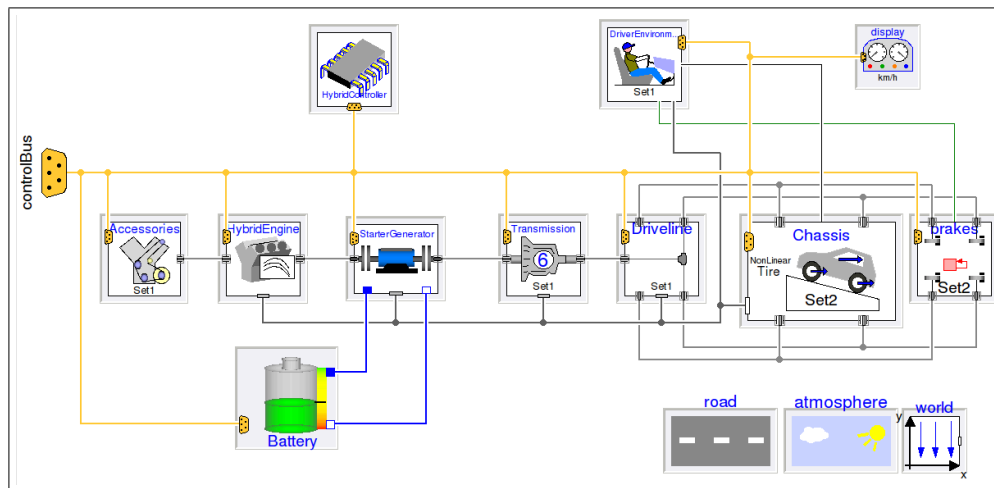 DriverEnvironm...
display
HybridController
km/h
Set1
controlBus
Accessories
HybridEngine
StarterGenerator
Transmission
Driveline
Chassis
brakes
NonLinear
Tire
6
Set1
Set1
Set1
Set2
Set2
Battery
road
atmosphere
world
y
x